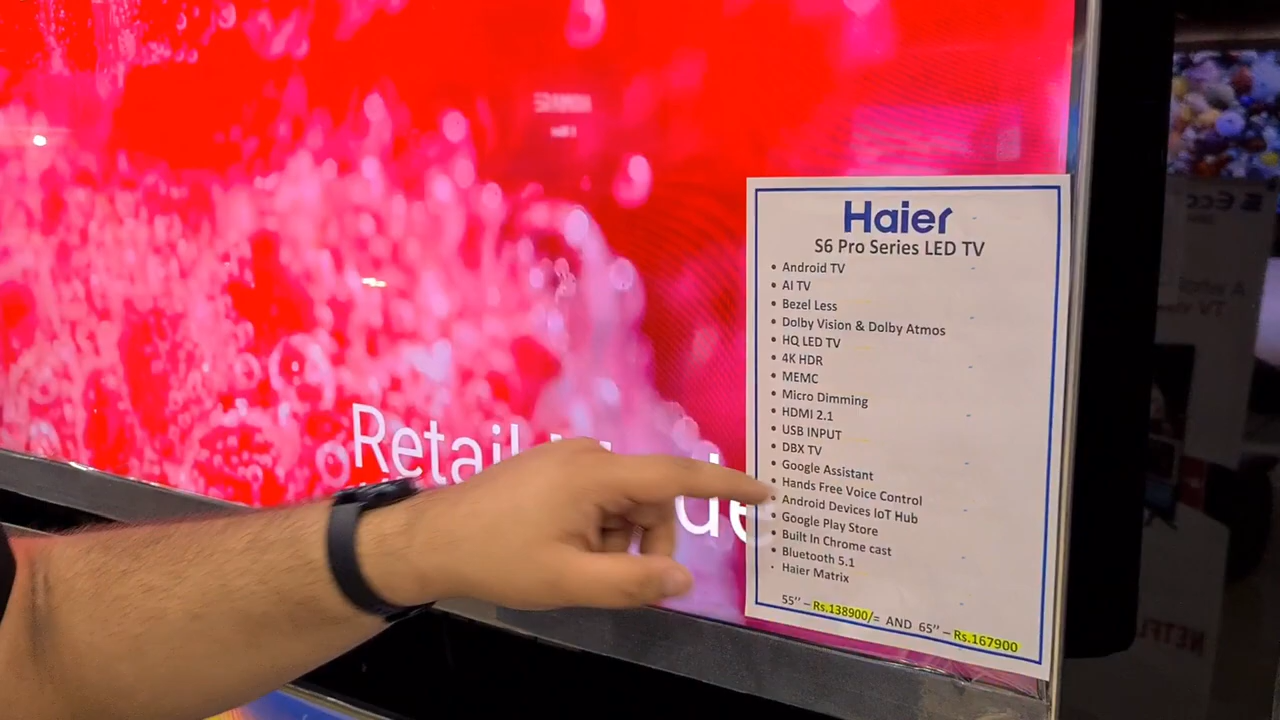 Haier
S6 Pro Series LED TV
• Android TV
• AI TV
• Bezel Less
• Dolby Vision & Dolby Atmos
• HQ LED TV
• 4K HDR
• MEMC
• Micro Dimming
• HDMI 2.1
• USB INPUT
• DBX TV
• Google Assistant
• Hands Free Voice Control
• Android Devices IoT Hub
• Google Play Store
• Built In Chrome cast
• Bluetooth 5.1
• Haier Matrix
55” – Rs.138900/= AND 65” – Rs.167900
Retail